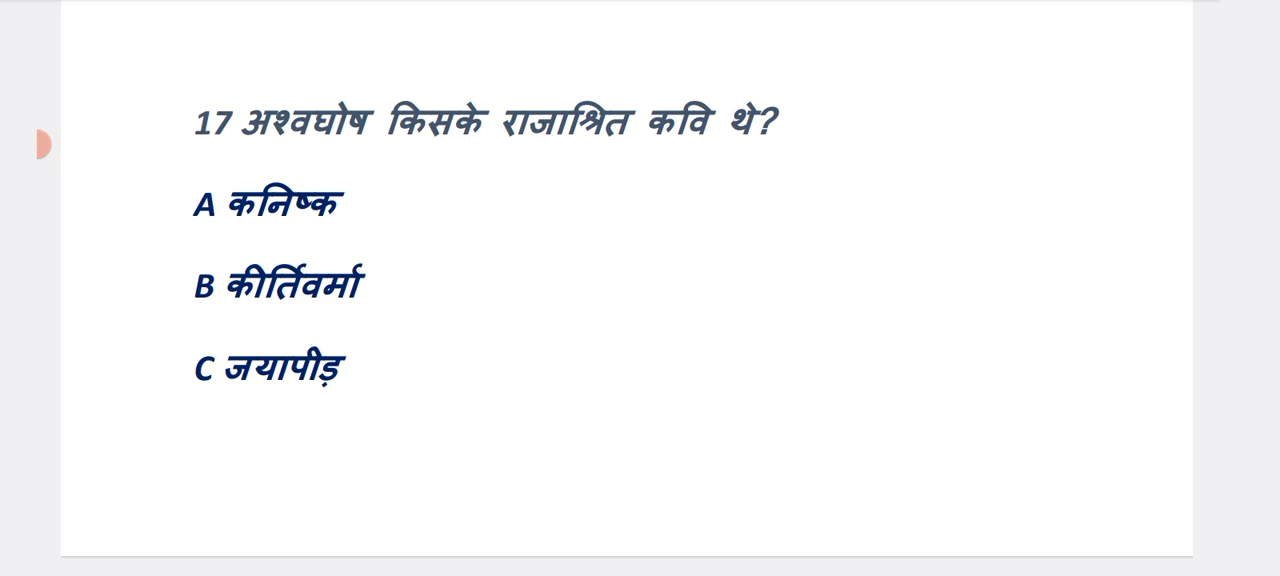 17 अश्वघोष किसके राजाश्रित कवि थे?
A कनिष्क
B कीर्तिवर्मा
C जयापीड़